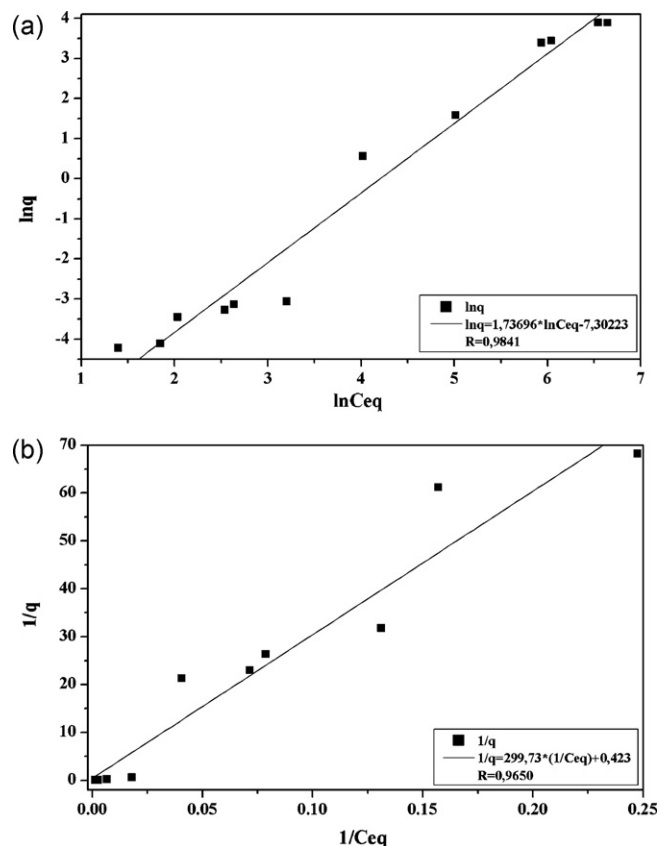 (a)
4
3
2
1
0
-1
-2
-3
-4
lnq
1
2
3
4
5
6
7
lnCeq
lnq
lnq=1,73696*lnCeq-7,30223
R=0,9841
(b)
70
60
50
40
30
20
10
0
1/q
0.00
0.05
0.10
0.15
0.20
0.25
1/Ceq
1/q
1/q=299,73*(1/Ceq)+0,423
R=0,9650